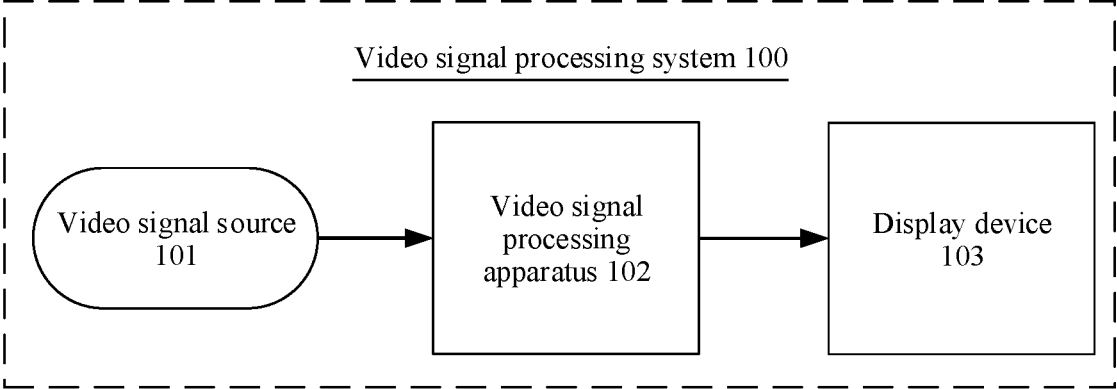 Video signal processing system 100
Video signal source
101
Video signal
processing
apparatus 102
Display device
103